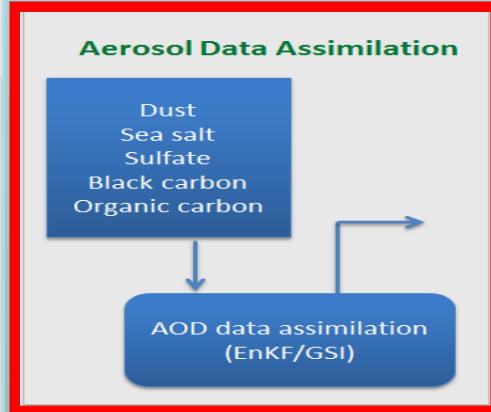 Aerosol Data Assimilation
Dust
Sea salt
Sulfate
Black carbon
Organic carbon
AOD data assimilation
(EnKF/GSI)